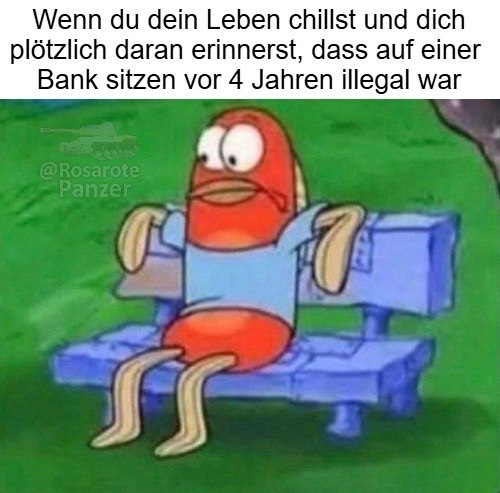 Wenn du dein Leben chillst und dich
plötzlich daran erinnerst, dass auf einer
Bank sitzen vor 4 Jahren illegal war
@Rosarote
Panzer